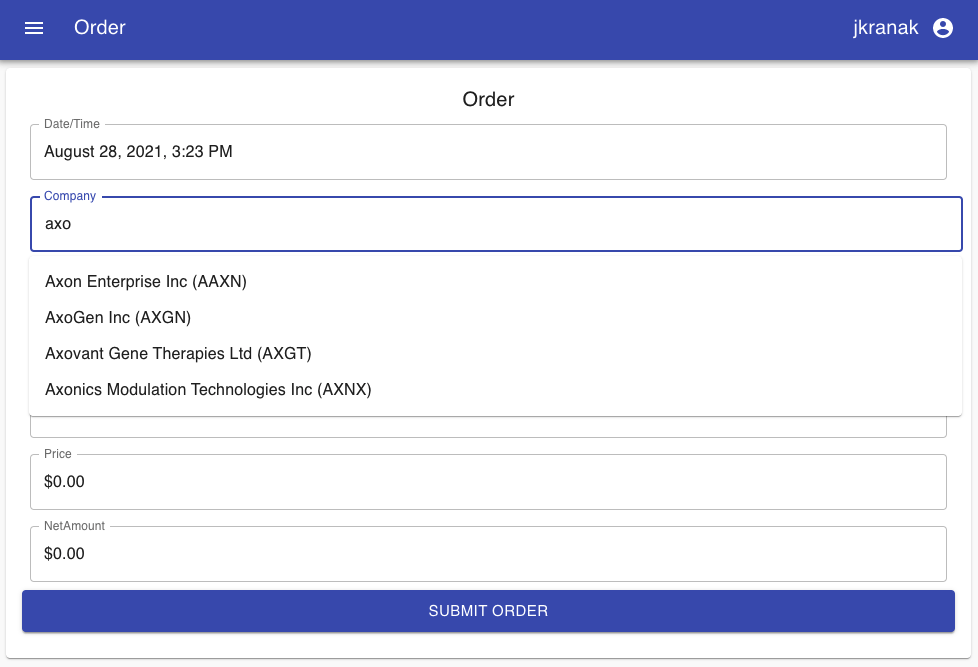 Order
jkranak
Order
Date/Time
August 28, 2021, 3:23 PM
Company
axo
Axon Enterprise Inc (AAXN)
AxoGen Inc (AXGN)
Axovant Gene Therapies Ltd (AXGT)
Axonics Modulation Technologies Inc (AXNX)
Price
$0.00
NetAmount
$0.00
SUBMIT ORDER